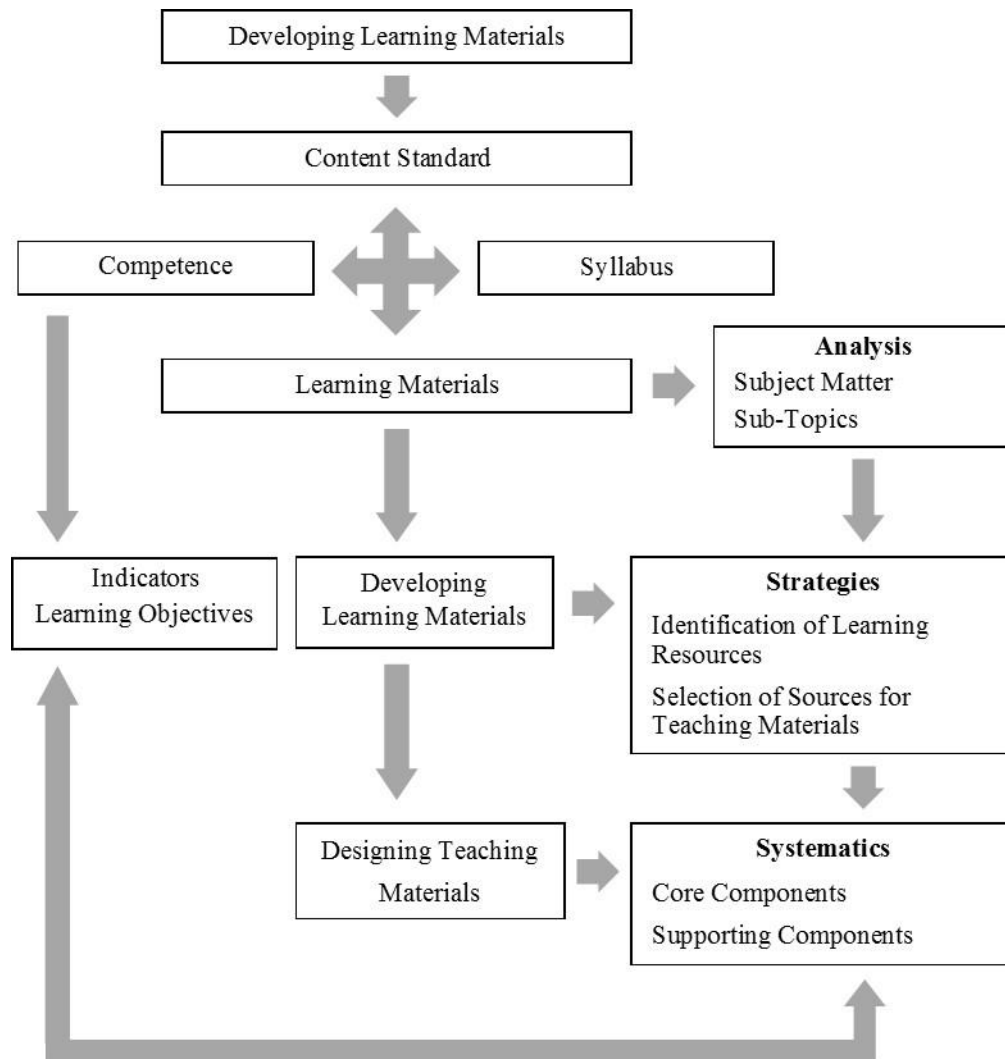 Developing Learning Materials
Content Standard
Competence
Syllabus
Learning Materials
Analysis
Subject Matter
Sub-Topics
Indicators
Learning Objectives
Developing
Learning Materials
Strategies
Identification of Learning
Resources
Selection of Sources for
Teaching Materials
Designing Teaching
Materials
Systematics
Core Components
Supporting Components